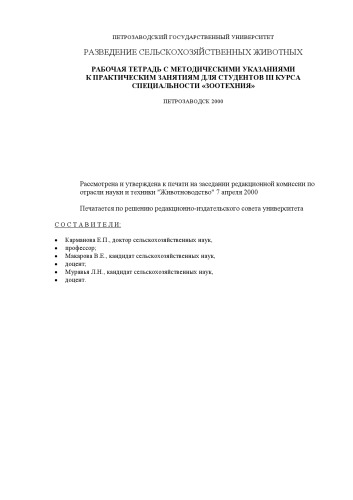 ПЕТРОЗАВОДСКИЙ ГОСУДАРСТВЕННЫЙ УНИВЕРСИТЕТ
РАЗВЕДЕНИЕ СЕЛЬСКОХОЗЯЙСТВЕННЫХ ЖИВОТНЫХ
РАБОЧАЯ ТЕТРАДЬ С МЕТОДИЧЕСКИМИ УКАЗАНИЯМИ
К ПРАКТИЧЕСКИМ ЗАНЯТИЯМ ДЛЯ СТУДЕНТОВ III КУРСА
СПЕЦИАЛЬНОСТИ «ЗООТЕХНИЯ»
ПЕТРОЗАВОДСК 2000
Рассмотрена и утверждена к печати на заседании редакционной комиссии по
отрасли науки и техники "Животноводство" 7 апреля 2000
Печатается по решению редакционно-издательского совета университета
СОСТАВИТЕЛИ:
• Карманова Е.П., доктор сельскохозяйственных наук,
• профессор;
• Макарова В.Е., кандидат сельскохозяйственных наук,
• доцент;
• Муравья Л.Н., кандидат сельскохозяйственных наук,
• доцент.